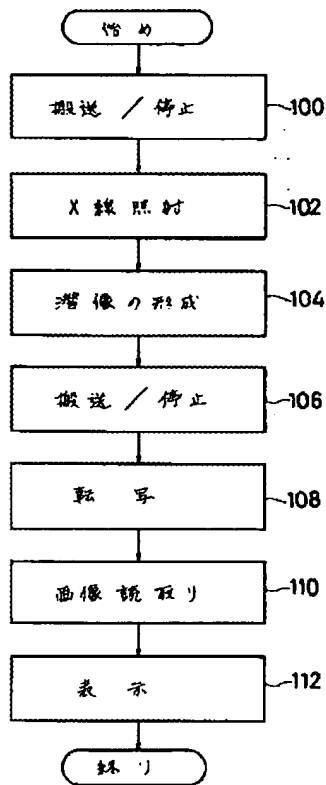 始め
搬送／停止 100
X線照射 102
潜像の形成 104
搬送／停止 106
転写 108
画像読取り 110
表示 112
終り